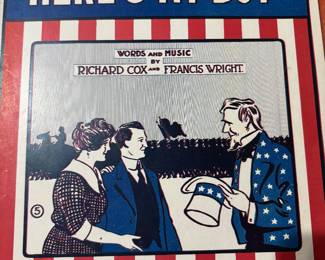 HERE'S MY BOY
WORDS AND MUSIC
BY
RICHARD COX AND FRANCIS WRIGHT.
5